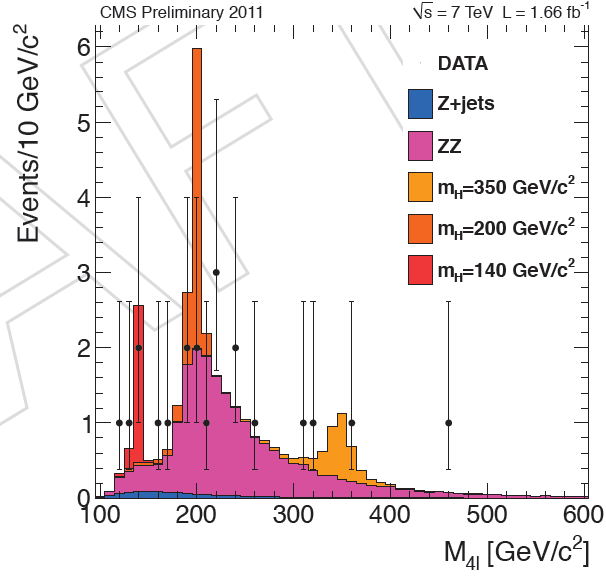 CMS Preliminary 2011
√s = 7 TeV L = 1.66 fb⁻¹
Events/10 GeV/c²
6
5
4
3
2
1
0
DATA
Z+jets
ZZ
m_H=350 GeV/c²
m_H=200 GeV/c²
m_H=140 GeV/c²
100 200 300 400 500 600
M_4l [GeV/c²]